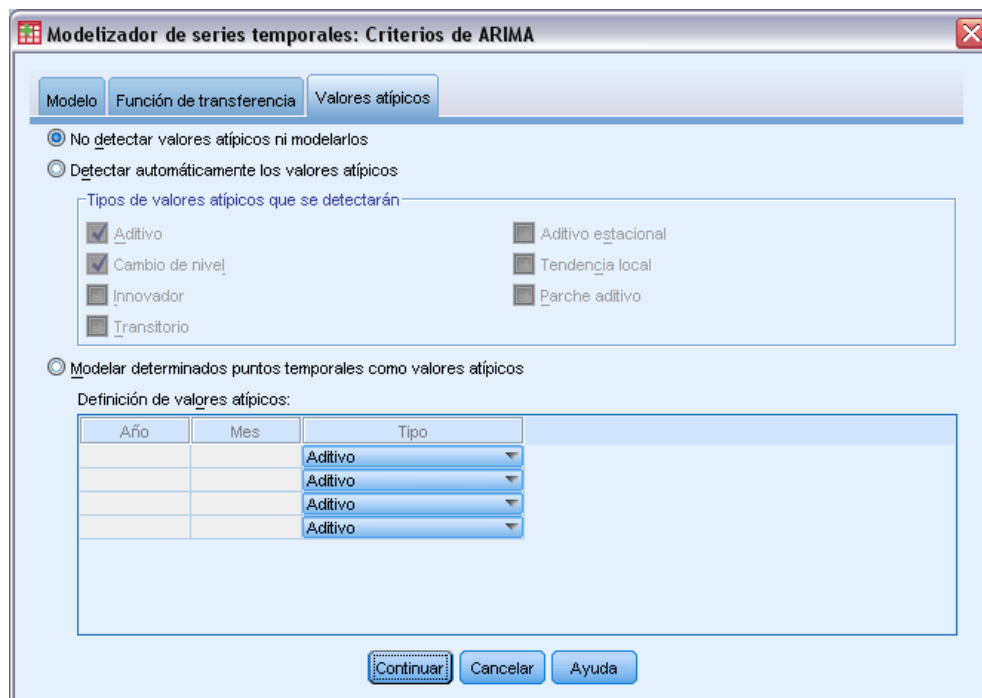 Modelizador de series temporales: Criterios de ARIMA
Modelo Función de transferencia Valores atípicos
No detectar valores atípicos ni modelarlos
Detectar automáticamente los valores atípicos
Tipos de valores atípicos que se detectarán
Aditivo Aditivo estacional
Cambio de nivel Tendencia local
Innovador Parche aditivo
Transitorio
Modelar determinados puntos temporales como valores atípicos
Definición de valores atípicos:
Año Mes Tipo
Aditivo
Aditivo
Aditivo
Aditivo
Continuar Cancelar Ayuda